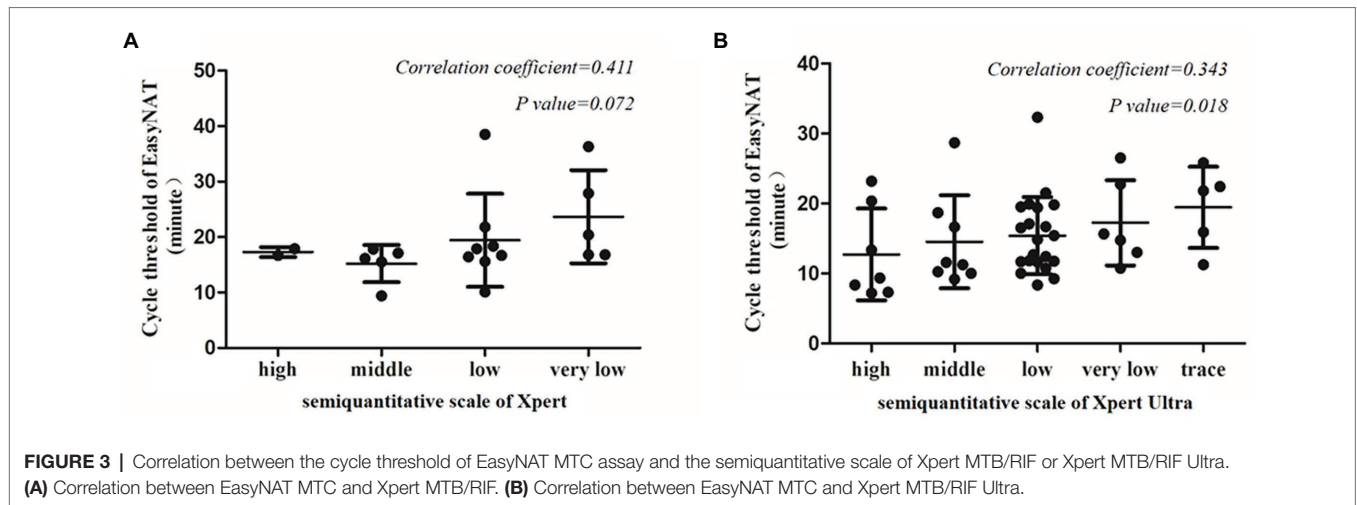 A
Correlation coefficient=0.411
P value=0.072
Cycle threshold of EasyNAT
(minute)
50
40
30
20
10
0
high middle low very low
semiquantitative scale of Xpert
B
Correlation coefficient=0.343
P value=0.018
Cycle threshold of EasyNAT
(minute)
40
30
20
10
0
high middle low very low trace
semiquantitative scale of Xpert Ultra
FIGURE 3 | Correlation between the cycle threshold of EasyNAT MTC assay and the semiquantitative scale of Xpert MTB/RIF or Xpert MTB/RIF Ultra.
(A) Correlation between EasyNAT MTC and Xpert MTB/RIF. (B) Correlation between EasyNAT MTC and Xpert MTB/RIF Ultra.